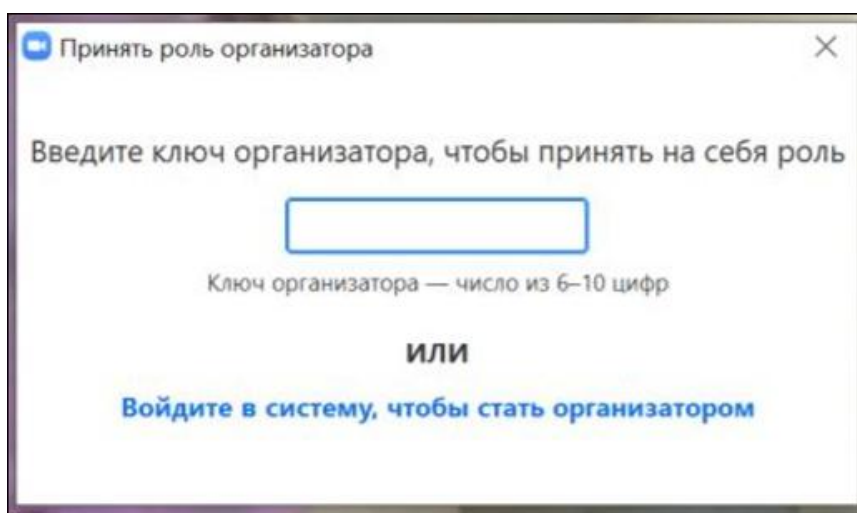 Принять роль организатора
Введите ключ организатора, чтобы принять на себя роль
Ключ организатора — число из 6–10 цифр
ИЛИ
Войдите в систему, чтобы стать организатором